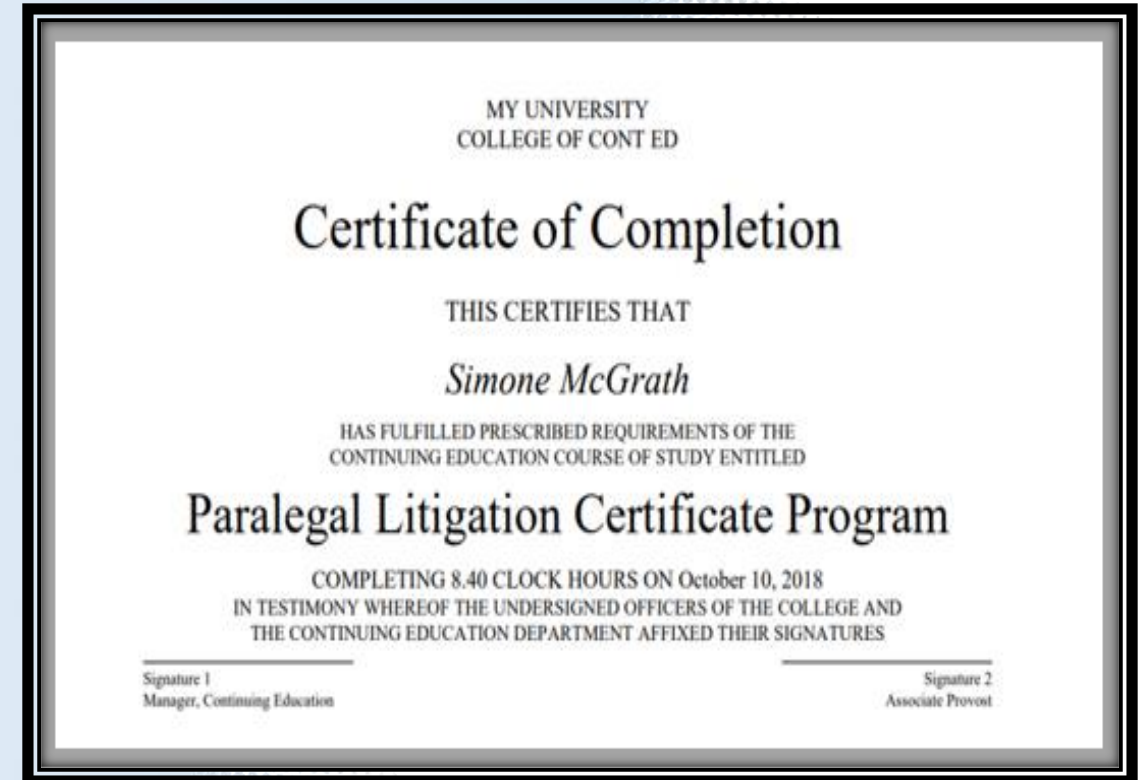 MY UNIVERSITY
COLLEGE OF CONT ED
Certificate of Completion
THIS CERTIFIES THAT
Simone McGrath
HAS FULFILLED PRESCRIBED REQUIREMENTS OF THE
CONTINUING EDUCATION COURSE OF STUDY ENTITLED
Paralegal Litigation Certificate Program
COMPLETING 8.40 CLOCK HOURS ON October 10, 2018
IN TESTIMONY WHEREOF THE UNDERSIGNED OFFICERS OF THE COLLEGE AND
THE CONTINUING EDUCATION DEPARTMENT AFFIXED THEIR SIGNATURES
Signature 1
Manager, Continuing Education
Signature 2
Associate Provost